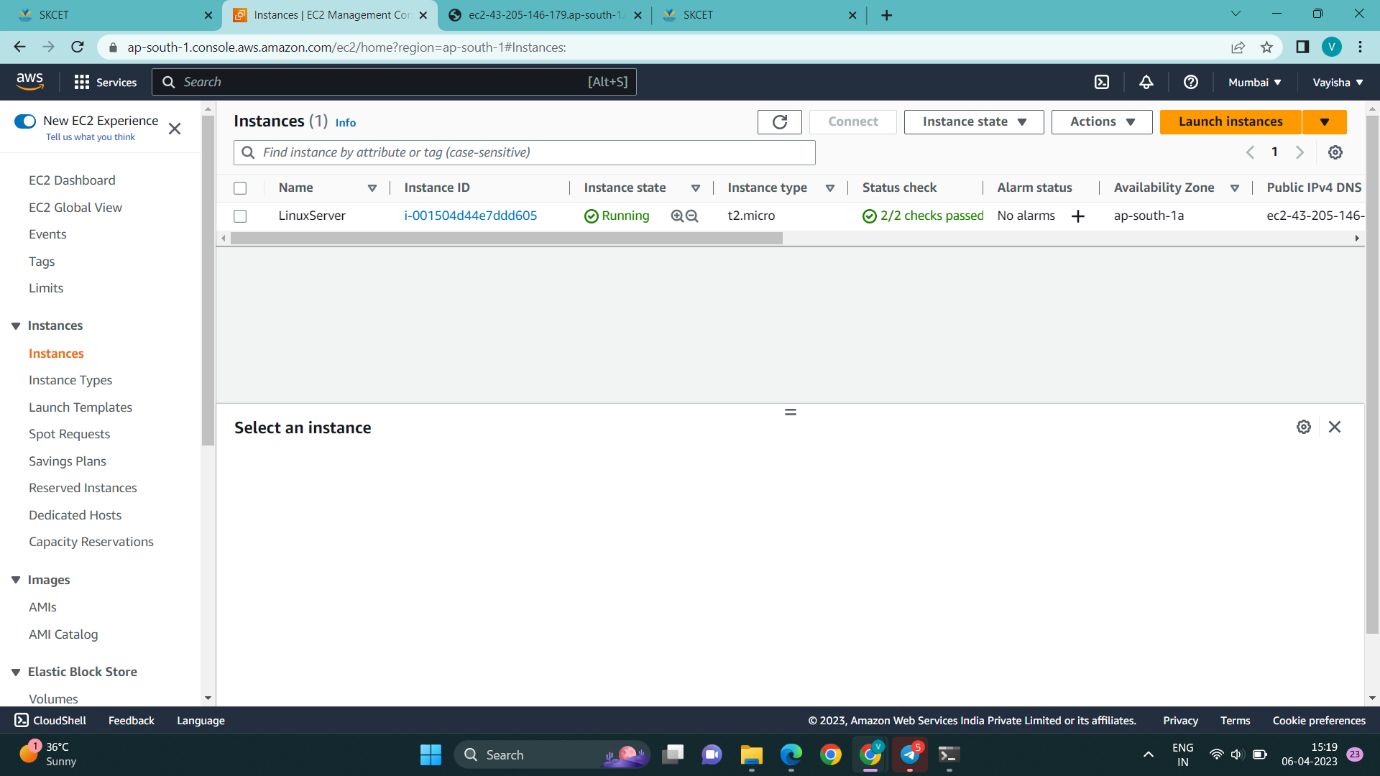 SKCET
Instances | EC2 Management Con
ec2-43-205-146-179.ap-south-1.
SKCET
ap-south-1.console.aws.amazon.com/ec2/home?region=ap-south-1#Instances:
V
aws
Services
Search
[Alt+S]
Mumbai
Vayisha
New EC2 Experience
Tell us what you think
EC2 Dashboard
EC2 Global View
Events
Tags
Limits
Instances
Instances
Instance Types
Launch Templates
Spot Requests
Savings Plans
Reserved Instances
Dedicated Hosts
Capacity Reservations
Images
AMIs
AMI Catalog
Elastic Block Store
Volumes
Instances (1) Info
Connect
Instance state
Actions
Launch instances
Find instance by attribute or tag (case-sensitive)
1
Name Instance ID Instance state Instance type Status check Alarm status Availability Zone Public IPv4 DNS
LinuxServer i-001504d44e7ddd605 Running t2.micro 2/2 checks passed No alarms + ap-south-1a ec2-43-205-146-
Select an instance
CloudShell Feedback Language
© 2023, Amazon Web Services India Private Limited or its affiliates. Privacy Terms Cookie preferences
1
36°C
Sunny
Search
V
5
ENG
IN
15:19
06-04-2023
23